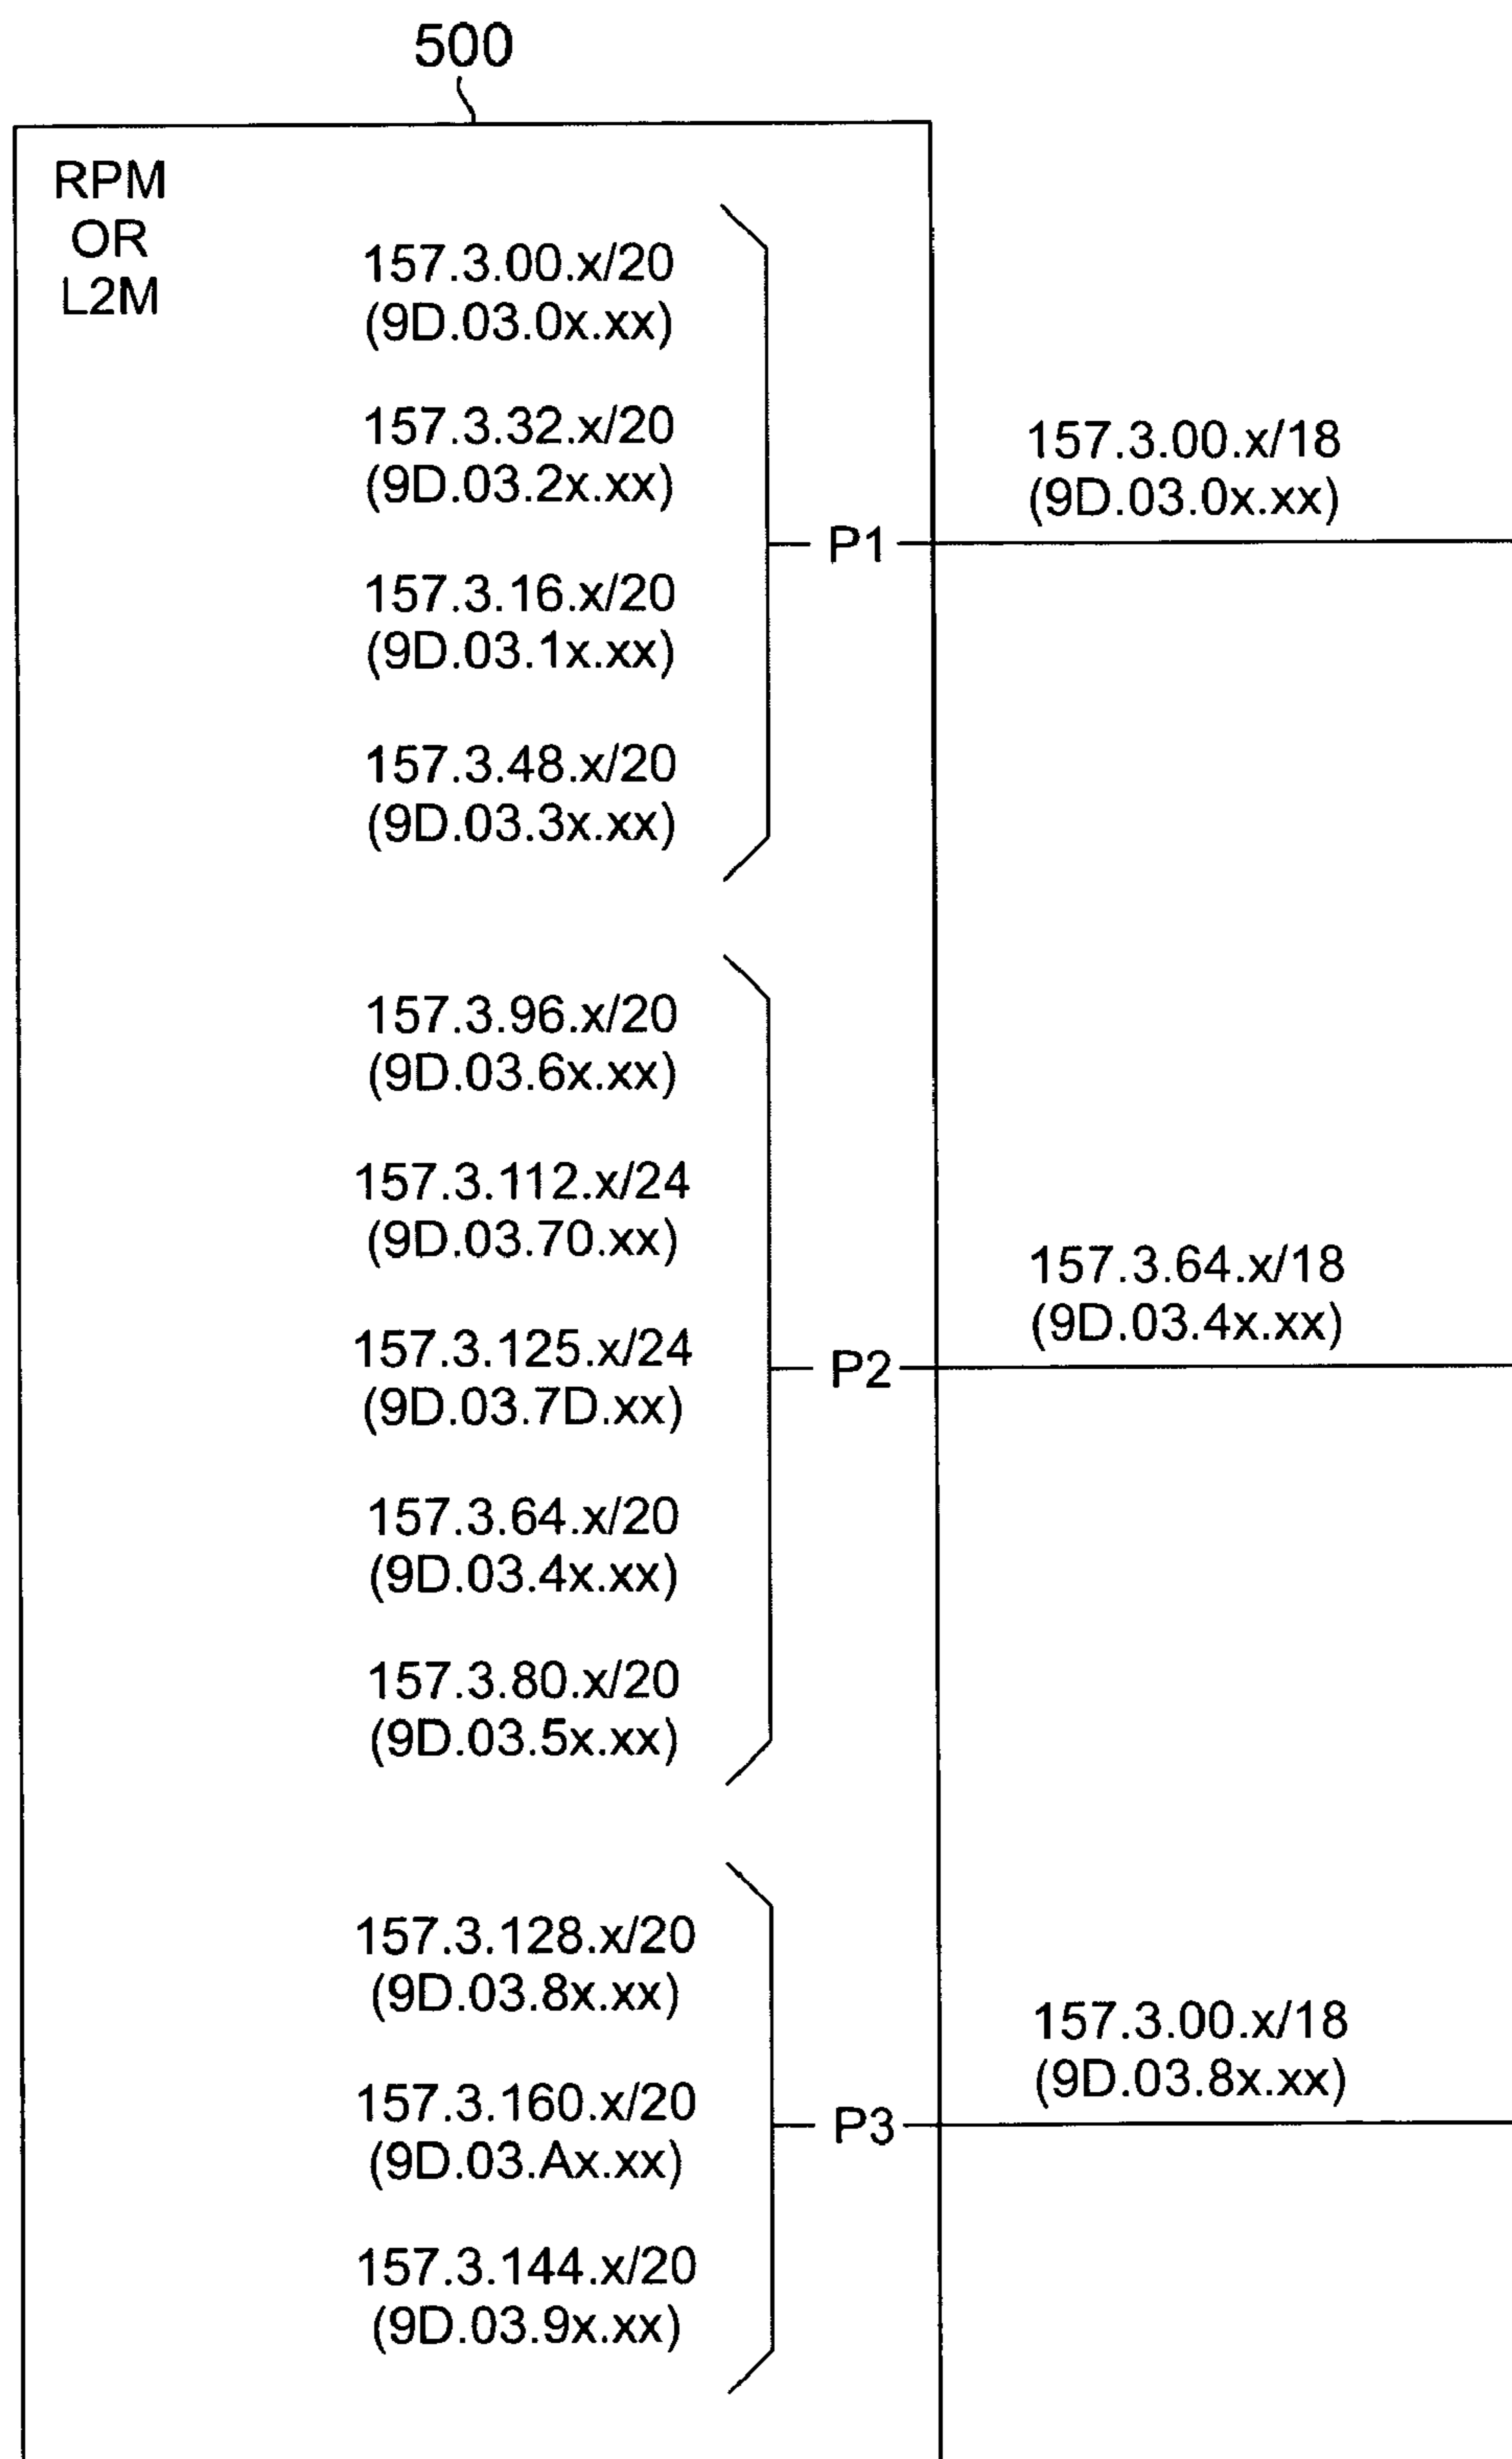 500
RPM
OR
L2M
157.3.00.x/20
(9D.03.0x.xx)
157.3.32.x/20
(9D.03.2x.xx)
157.3.16.x/20
(9D.03.1x.xx)
157.3.48.x/20
(9D.03.3x.xx)
P1
157.3.00.x/18
(9D.03.0x.xx)
157.3.96.x/20
(9D.03.6x.xx)
157.3.112.x/24
(9D.03.70.xx)
157.3.125.x/24
(9D.03.7D.xx)
157.3.64.x/20
(9D.03.4x.xx)
157.3.80.x/20
(9D.03.5x.xx)
P2
157.3.64.x/18
(9D.03.4x.xx)
157.3.128.x/20
(9D.03.8x.xx)
157.3.160.x/20
(9D.03.Ax.xx)
157.3.144.x/20
(9D.03.9x.xx)
P3
157.3.00.x/18
(9D.03.8x.xx)